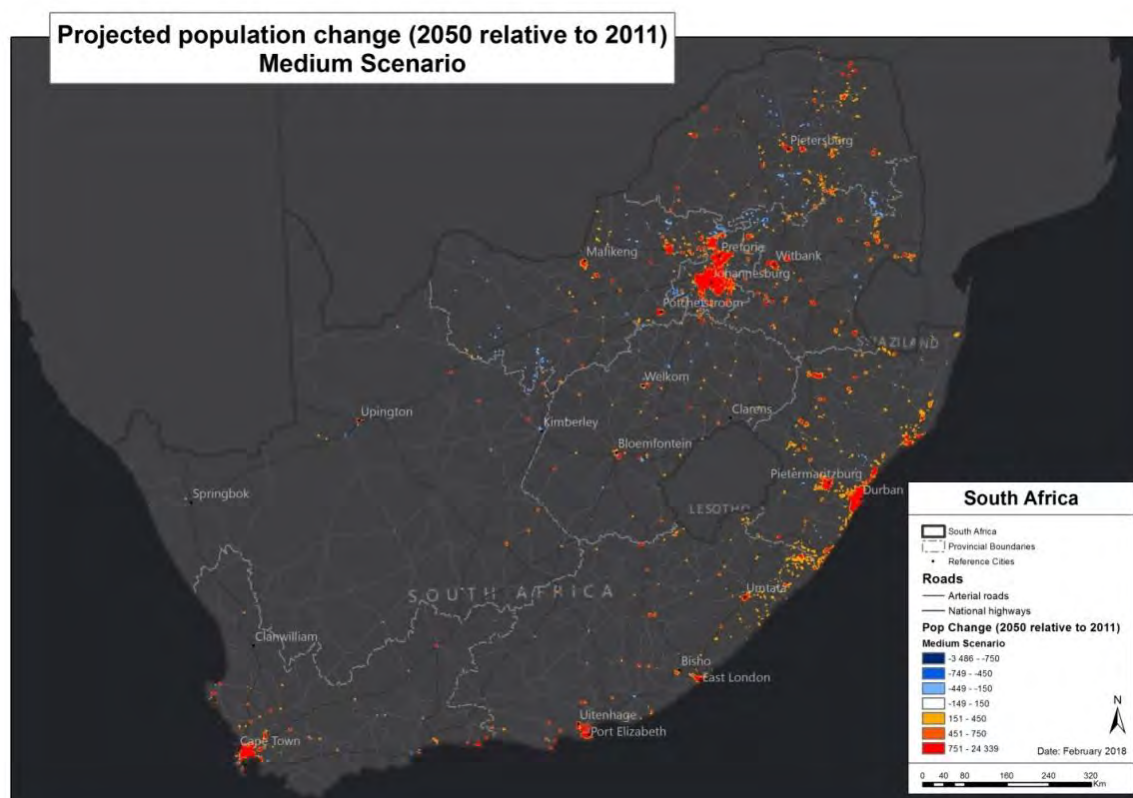 Projected population change (2050 relative to 2011)
Medium Scenario
Pietersburg
Mafikeng
Pretoria
Witbank
Johannesburg
Potchefstroom
SWAZILAND
Welkom
Upington
Kimberley
Clarens
Bloemfontein
Pietermaritzburg
Springbok
Durban
LESOTHO
SOUTH AFRICA
Umtata
Clanwilliam
Bisho
East London
Uitenhage
Port Elizabeth
Cape Town
South Africa
South Africa
Provincial Boundaries
Reference Cities
Roads
Arterial roads
National highways
Pop Change (2050 relative to 2011)
Medium Scenario
-3 486 - -750
-749 - -450
-449 - -150
-149 - 150
151 - 450
451 - 750
751 - 24 339
N
Date: February 2018
0 40 80 160 240 320
Km